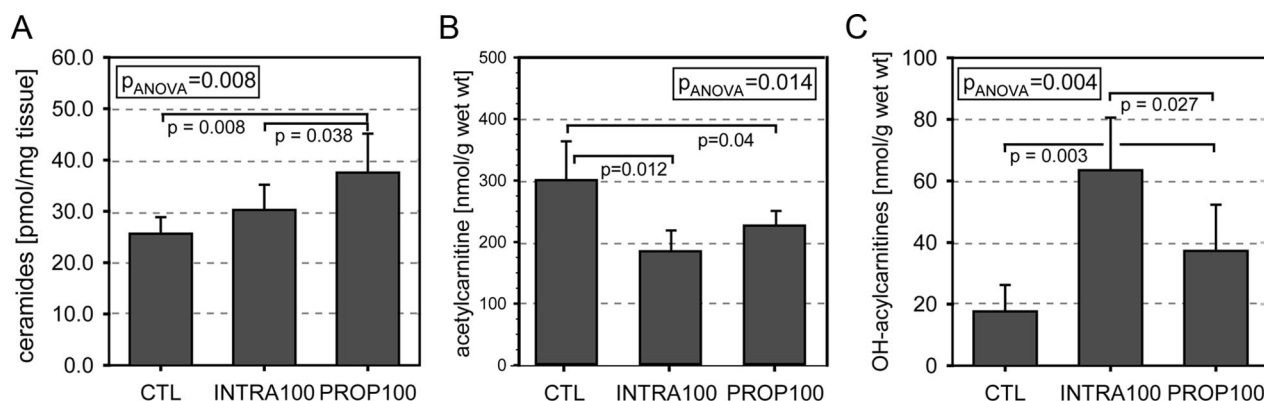 A
ceramides [pmol/mg tissue]
60.0
50.0
40.0
30.0
20.0
10.0
0.0
pANOVA=0.008
p = 0.008
p = 0.038
CTL INTRA100 PROP100
B
acetylcarnitine [nmol/g wet wt]
500
400
300
200
100
0
pANOVA=0.014
p=0.04
p=0.012
CTL INTRA100 PROP100
C
OH-acylcarnitines [nmol/g wet wt]
100
80
60
40
20
0
pANOVA=0.004
p = 0.027
p = 0.003
CTL INTRA100 PROP100